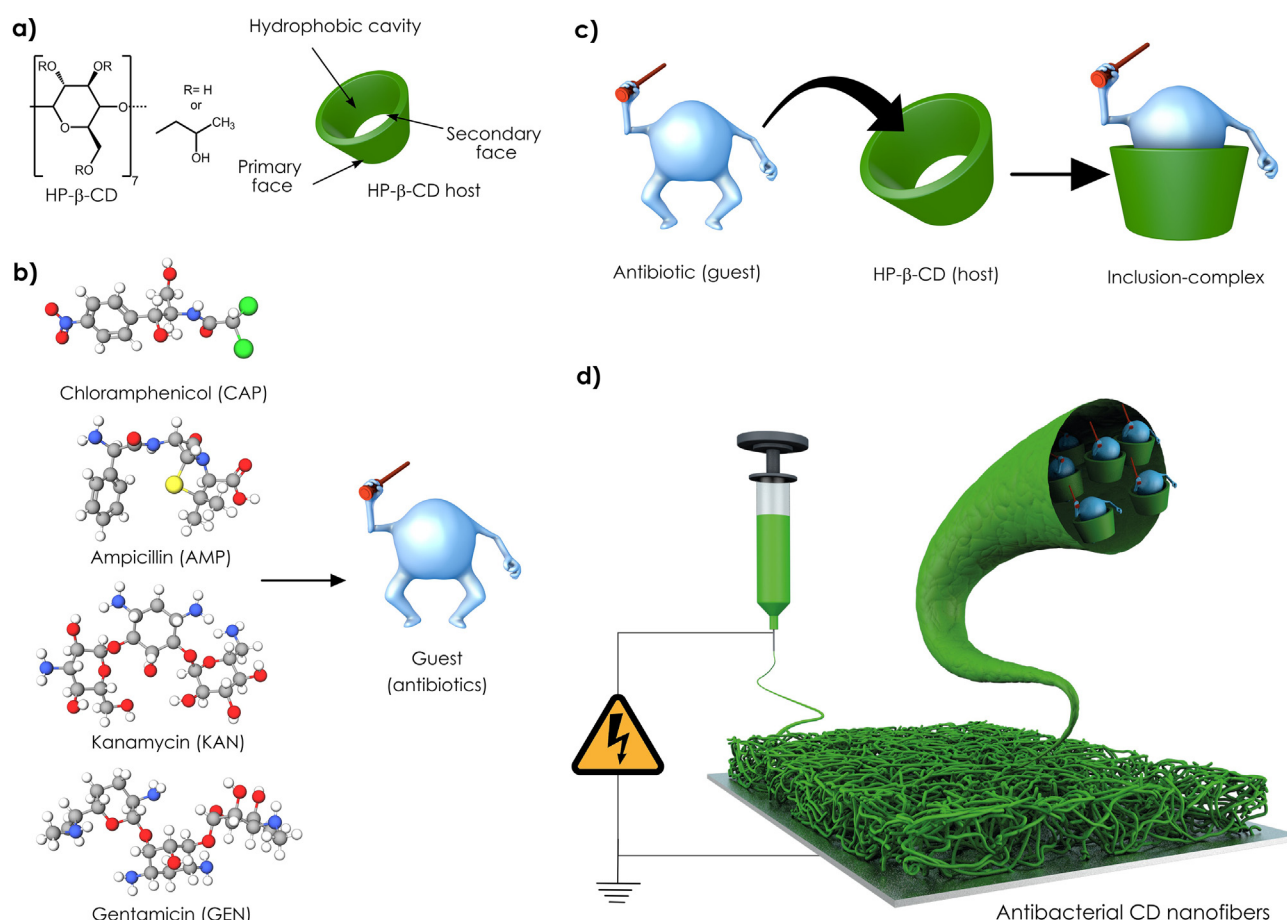 a)
Hydrophobic cavity
RO
OR
O
O
RO
7
R= H
or
CH3
OH
HP-β-CD
Secondary
face
Primary
face
HP-β-CD host
b)
Chloramphenicol (CAP)
Ampicillin (AMP)
Kanamycin (KAN)
Gentamicin (GEN)
Guest
(antibiotics)
c)
Antibiotic (guest)
HP-β-CD (host)
Inclusion-complex
d)
Antibacterial CD nanofibers